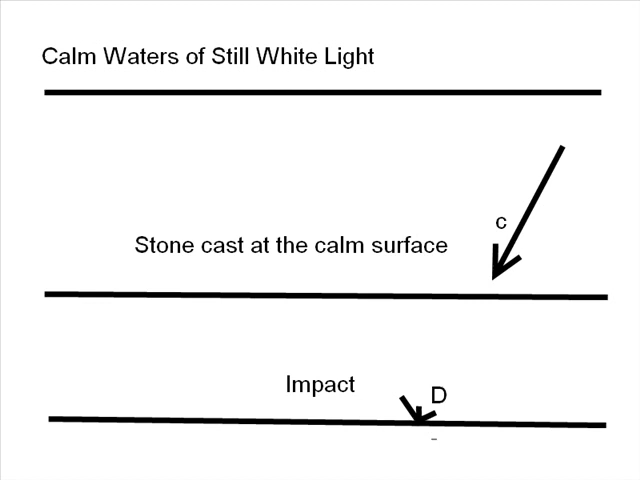 Calm Waters of Still White Light
c
Stone cast at the calm surface
Impact
D